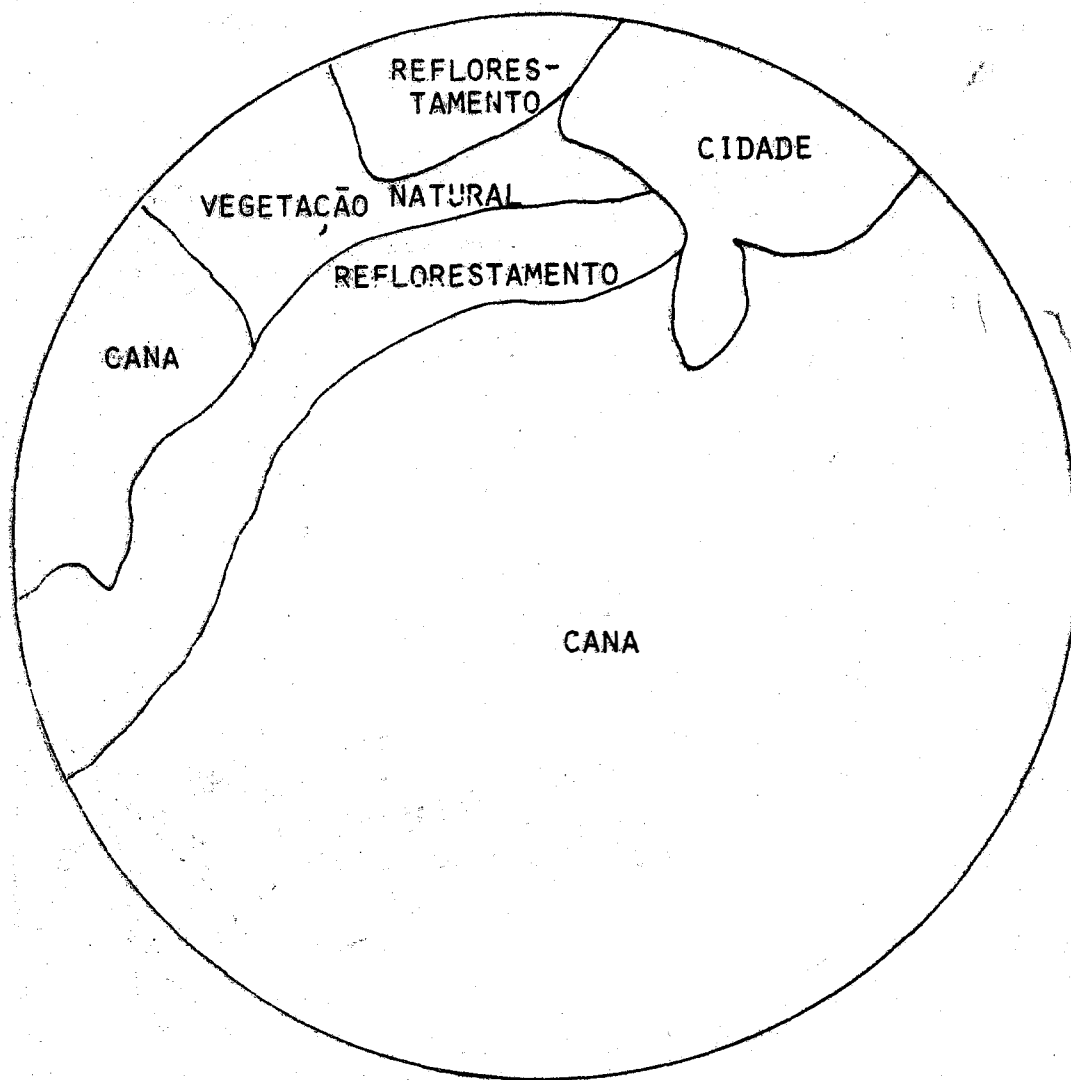 REFLORES-
TAMENTO
CIDADE
VEGETAÇÃO NATURAL
REFLORESTAMENTO
CANA
CANA